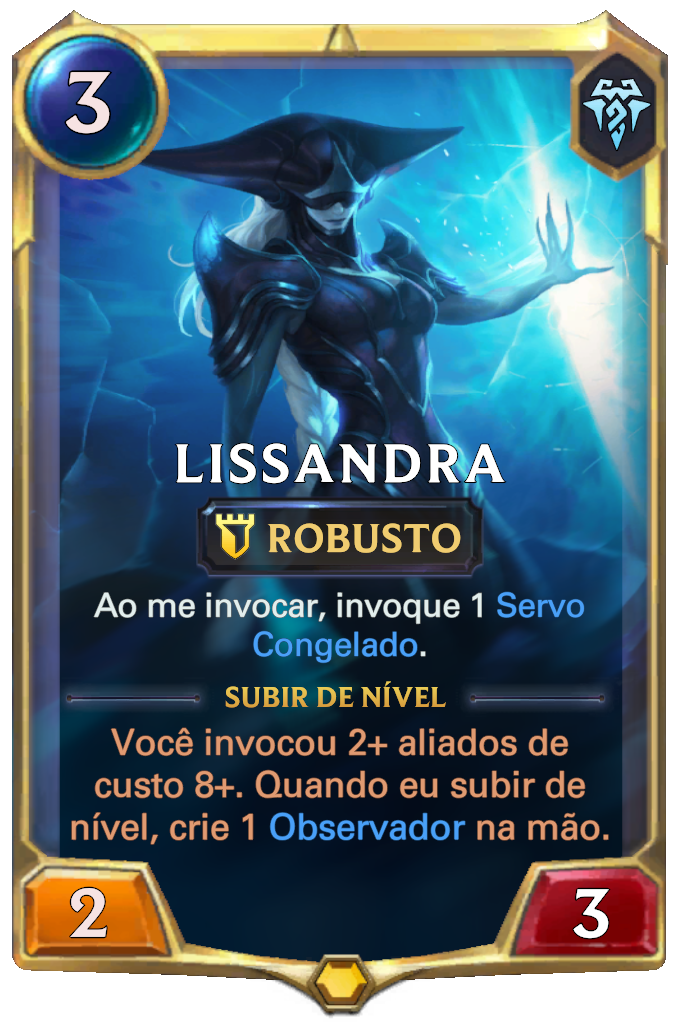 3
LISSANDRA
ROBUSTO
Ao me invocar, invoque 1 Servo
Congelado.
SUBIR DE NÍVEL
Você invocou 2+ aliados de
custo 8+. Quando eu subir de
nível, crie 1 Observador na mão.
2
3